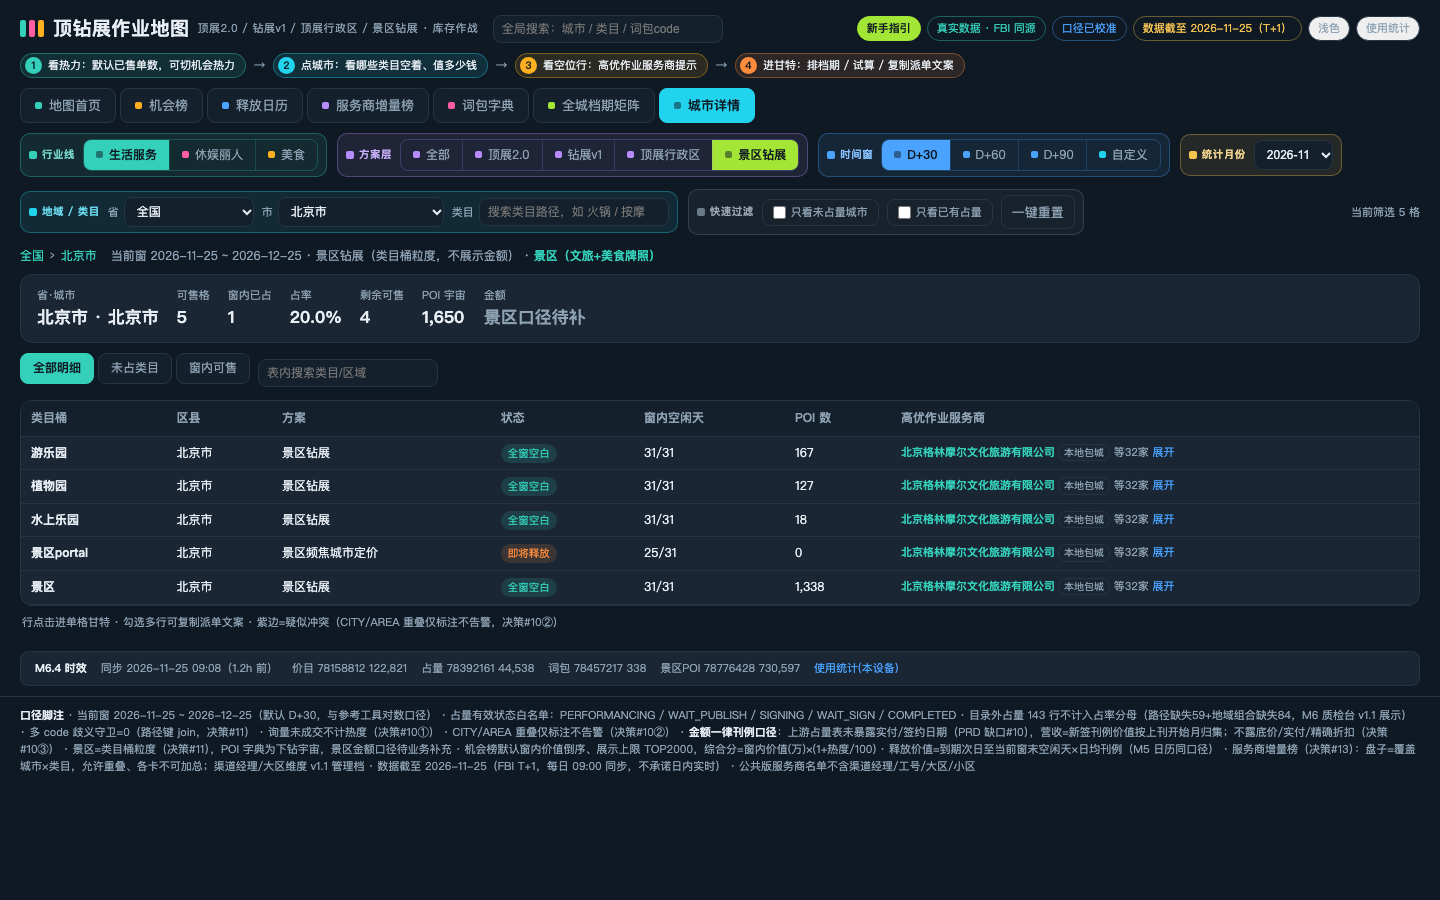 顶钻展作业地图 顶展2.0 / 钻展v1 / 顶展行政区 / 景区钻展 · 库存作战 全局搜索：城市 / 类目 / 词包code 新手指引 真实数据 · FBI 同源 口径已校准 数据截至 2026-11-25（T+1） 浅色 使用统计
1 看热力：默认已售单数，可切机会热力 → 2 点城市：看哪些类目空着、值多少钱 → 3 看空位行：高优作业服务商提示 → 4 进甘特：排档期 / 试算 / 复制派单文案
地图首页 机会榜 释放日历 服务商增量榜 词包字典 全城档期矩阵 城市详情
行业线 生活服务 休娱丽人 美食 方案层 全部 顶展2.0 钻展v1 顶展行政区 景区钻展 时间窗 D+30 D+60 D+90 自定义 统计月份 2026-11
地域 / 类目 省 全国 市 北京市 类目 搜索类目路径，如 火锅 / 按摩 快速过滤 只看未占量城市 只看已有占量 一键重置 当前筛选 5 格
全国 › 北京市 当前窗 2026-11-25 ~ 2026-12-25 · 景区钻展（类目桶粒度，不展示金额） · 景区（文旅+美食牌照）
省·城市 可售格 窗内已占 占率 剩余可售 POI 宇宙 金额
北京市 · 北京市 5 1 20.0% 4 1,650 景区口径待补
全部明细 未占类目 窗内可售 表内搜索类目/区域
类目桶 区县 方案 状态 窗内空闲天 POI 数 高优作业服务商
游乐园 北京市 景区钻展 全窗空白 31/31 167 北京格林摩尔文化旅游有限公司 本地包城 等32家 展开
植物园 北京市 景区钻展 全窗空白 31/31 127 北京格林摩尔文化旅游有限公司 本地包城 等32家 展开
水上乐园 北京市 景区钻展 全窗空白 31/31 18 北京格林摩尔文化旅游有限公司 本地包城 等32家 展开
景区portal 北京市 景区频焦城市定价 即将释放 25/31 0 北京格林摩尔文化旅游有限公司 本地包城 等32家 展开
景区 北京市 景区钻展 全窗空白 31/31 1,338 北京格林摩尔文化旅游有限公司 本地包城 等32家 展开
行点击进单格甘特 · 勾选多行可复制派单文案 · 紫边=疑似冲突（CITY/AREA 重叠仅标注不告警，决策#10②）
M6.4 时效 同步 2026-11-25 09:08（1.2h 前） 价目 78158812 122,821 占量 78392161 44,538 词包 78457217 338 景区POI 78776428 730,597 使用统计(本设备)
口径脚注 · 当前窗 2026-11-25 ~ 2026-12-25（默认 D+30，与参考工具对数口径） · 占量有效状态白名单：PERFORMANCING / WAIT_PUBLISH / SIGNING / WAIT_SIGN / COMPLETED · 目录外占量 143 行不计入占率分母（路径缺失59+地域组合缺失84，M6 质检台 v1.1 展示）
· 多 code 歧义守卫=0（路径键 join，决策#11） · 询量未成交不计热度（决策#10①） · CITY/AREA 重叠仅标注不告警（决策#10②） · 金额一律刊例口径：上游占量表未暴露实付/签约日期（PRD 缺口#10），营收=新签刊例价值按上刊开始月归集；不露底价/实付/精确折扣（决策
#10③） · 景区=类目桶粒度（决策#11），POI 字典为下钻宇宙，景区金额口径待业务补充 · 机会榜默认窗内价值倒序、展示上限 TOP2000，综合分=窗内价值(万)×(1+热度/100) · 释放价值=到期次日至当前窗末空闲天×日均刊例（M5 日历同口径） · 服务商增量榜（决策#13）：盘子=覆盖
城市×类目，允许重叠、各卡不可加总；渠道经理/大区维度 v1.1 管理档 · 数据截至 2026-11-25（FBI T+1，每日 09:00 同步，不承诺日内实时） · 公共版服务商名单不含渠道经理/工号/大区/小区